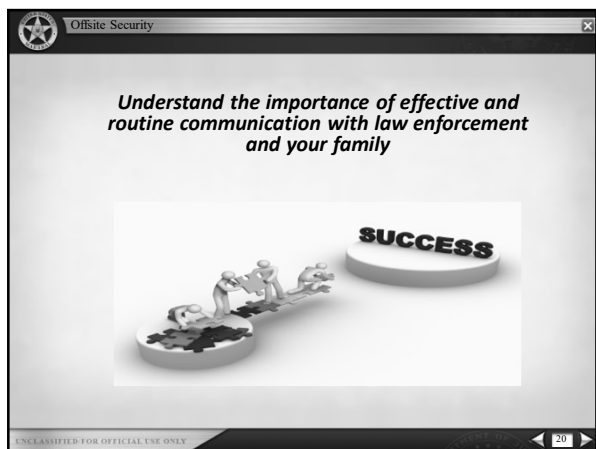 Offsite Security
Understand the importance of effective and
routine communication with law enforcement
and your family
SUCCESS
UNCLASSIFIED/FOR OFFICIAL USE ONLY
20